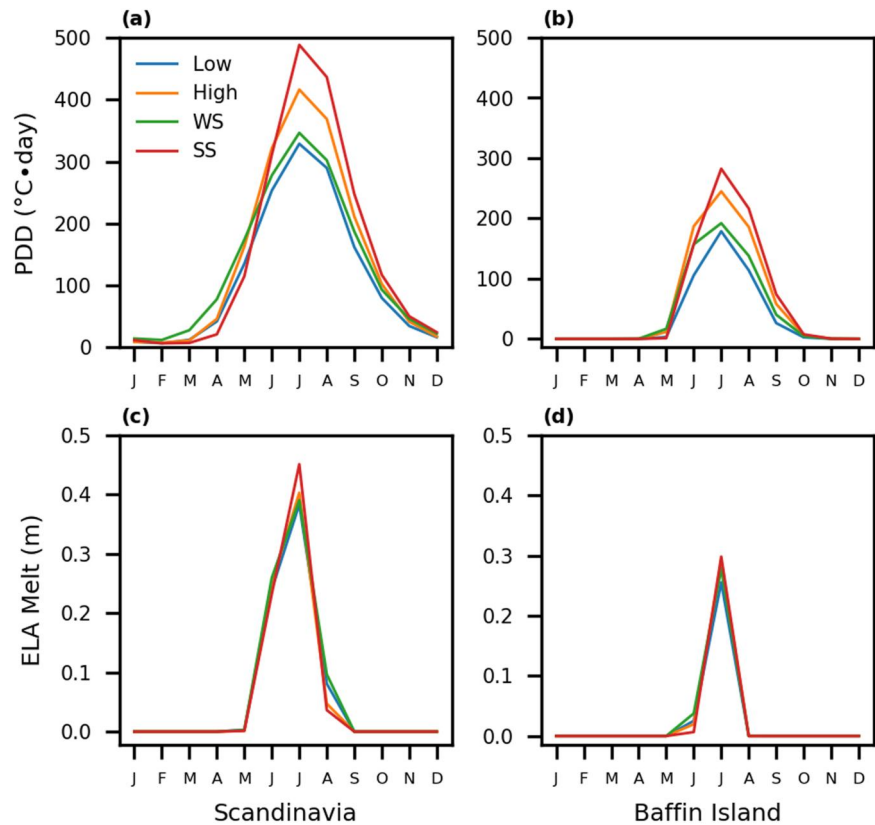 (a)
500
400
300
200
100
0
PDD (°C•day)
Low
High
WS
SS
J F M A M J J A S O N D
(b)
500
400
300
200
100
0
J F M A M J J A S O N D
(c)
0.5
0.4
0.3
0.2
0.1
0.0
ELA Melt (m)
J F M A M J J A S O N D
Scandinavia
(d)
0.5
0.4
0.3
0.2
0.1
0.0
J F M A M J J A S O N D
Baffin Island